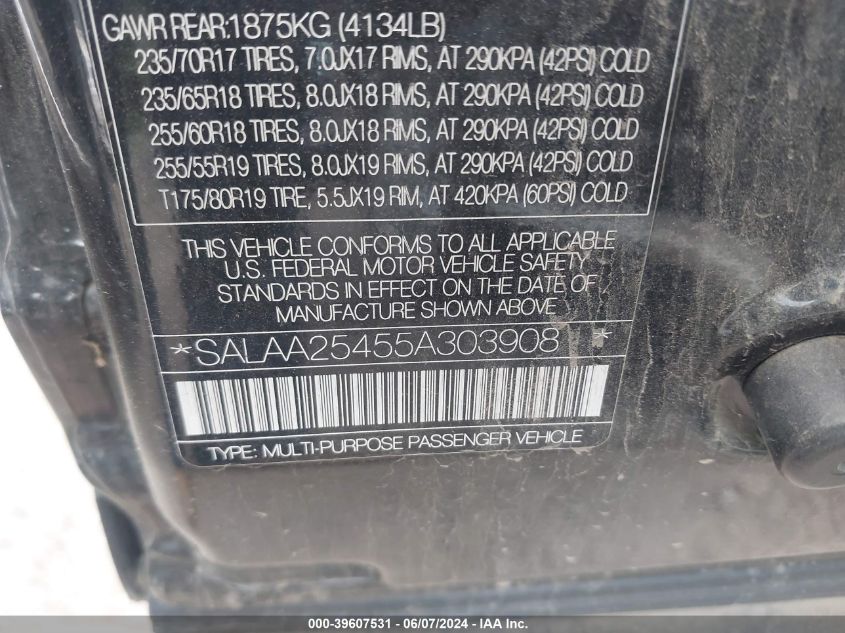 GAWR REAR:1875KG (4134LB)
235/70R17 TIRES, 7.0JX17 RIMS, AT 290KPA (42PSI) COLD
235/65R18 TIRES, 8.0JX18 RIMS, AT 290KPA (42PSI) COLD
255/60R18 TIRES, 8.0JX18 RIMS, AT 290KPA (42PSI) COLD
255/55R19 TIRES, 8.0JX19 RIMS, AT 290KPA (42PSI) COLD
T175/80R19 TIRE, 5.5JX19 RIM, AT 420KPA (60PSI) COLD
THIS VEHICLE CONFORMS TO ALL APPLICABLE
U.S. FEDERAL MOTOR VEHICLE SAFETY
STANDARDS IN EFFECT ON THE DATE OF
MANUFACTURE SHOWN ABOVE
*SALAA25455A303908 *
TYPE: MULTI-PURPOSE PASSENGER VEHICLE
000-39607531 - 06/07/2024 - IAA Inc.